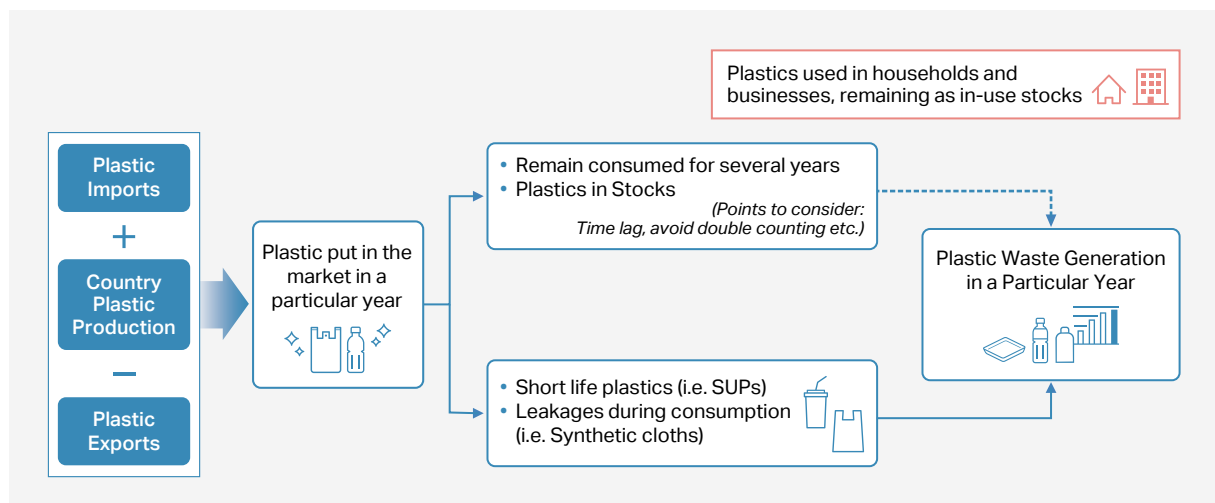 Plastics used in households and
businesses, remaining as in-use stocks
Plastic
Imports
+
Country
Plastic
Production
−
Plastic
Exports
Plastic put in the
market in a
particular year
• Remain consumed for several years
• Plastics in Stocks
(Points to consider:
Time lag, avoid double counting etc.)
• Short life plastics (i.e. SUPs)
• Leakages during consumption
(i.e. Synthetic cloths)
Plastic Waste Generation
in a Particular Year